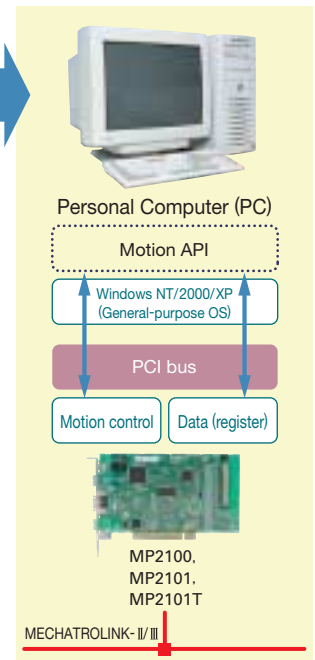 Personal Computer (PC)
Motion API
Windows NT/2000/XP
(General-purpose OS)
PCI bus
Motion control
Data (register)
MP2100,
MP2101,
MP2101T
MECHATROLINK-Ⅱ/Ⅲ